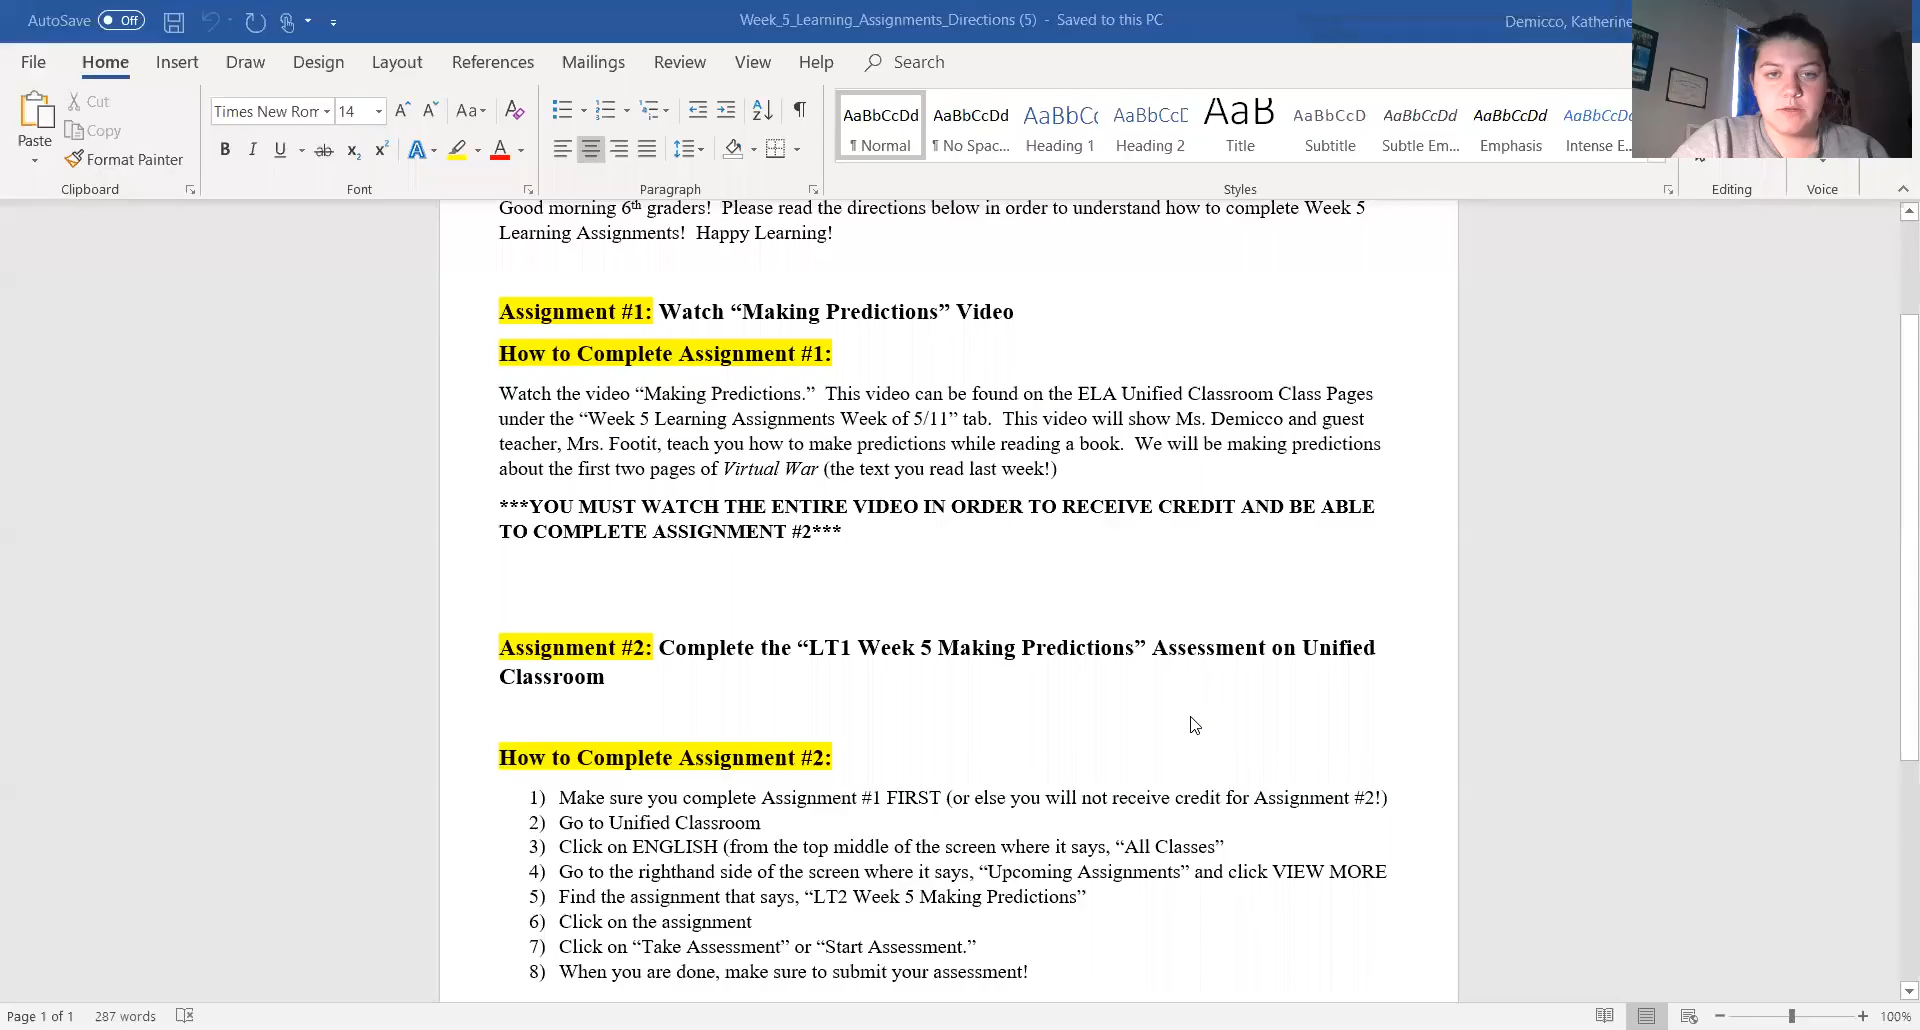 AutoSave Off Week_5_Learning_Assignments_Directions (5) - Saved to this PC Demicco, Katherine
File Home Insert Draw Design Layout References Mailings Review View Help Search
Paste Cut Copy Format Painter
Times New Ror 14 Aa
B I U ab x₂ x² A A
AaBbCcDd AaBbCcDd AaBbCc AaBbCcC AaB AaBbCcD AaBbCcDd AaBbCcDd AaBbCcDc
¶ Normal ¶ No Spac... Heading 1 Heading 2 Title Subtitle Subtle Em... Emphasis Intense E...
Clipboard Font Paragraph Styles Editing Voice
Good morning 6th graders! Please read the directions below in order to understand how to complete Week 5
Learning Assignments! Happy Learning!
Assignment #1: Watch “Making Predictions” Video
How to Complete Assignment #1:
Watch the video “Making Predictions.” This video can be found on the ELA Unified Classroom Class Pages
under the “Week 5 Learning Assignments Week of 5/11” tab. This video will show Ms. Demicco and guest
teacher, Mrs. Footit, teach you how to make predictions while reading a book. We will be making predictions
about the first two pages of Virtual War (the text you read last week!)
***YOU MUST WATCH THE ENTIRE VIDEO IN ORDER TO RECEIVE CREDIT AND BE ABLE
TO COMPLETE ASSIGNMENT #2***
Assignment #2: Complete the “LT1 Week 5 Making Predictions” Assessment on Unified
Classroom
How to Complete Assignment #2:
1) Make sure you complete Assignment #1 FIRST (or else you will not receive credit for Assignment #2!)
2) Go to Unified Classroom
3) Click on ENGLISH (from the top middle of the screen where it says, “All Classes”
4) Go to the righthand side of the screen where it says, “Upcoming Assignments” and click VIEW MORE
5) Find the assignment that says, “LT2 Week 5 Making Predictions”
6) Click on the assignment
7) Click on “Take Assessment” or “Start Assessment.”
8) When you are done, make sure to submit your assessment!
Page 1 of 1 287 words 100%